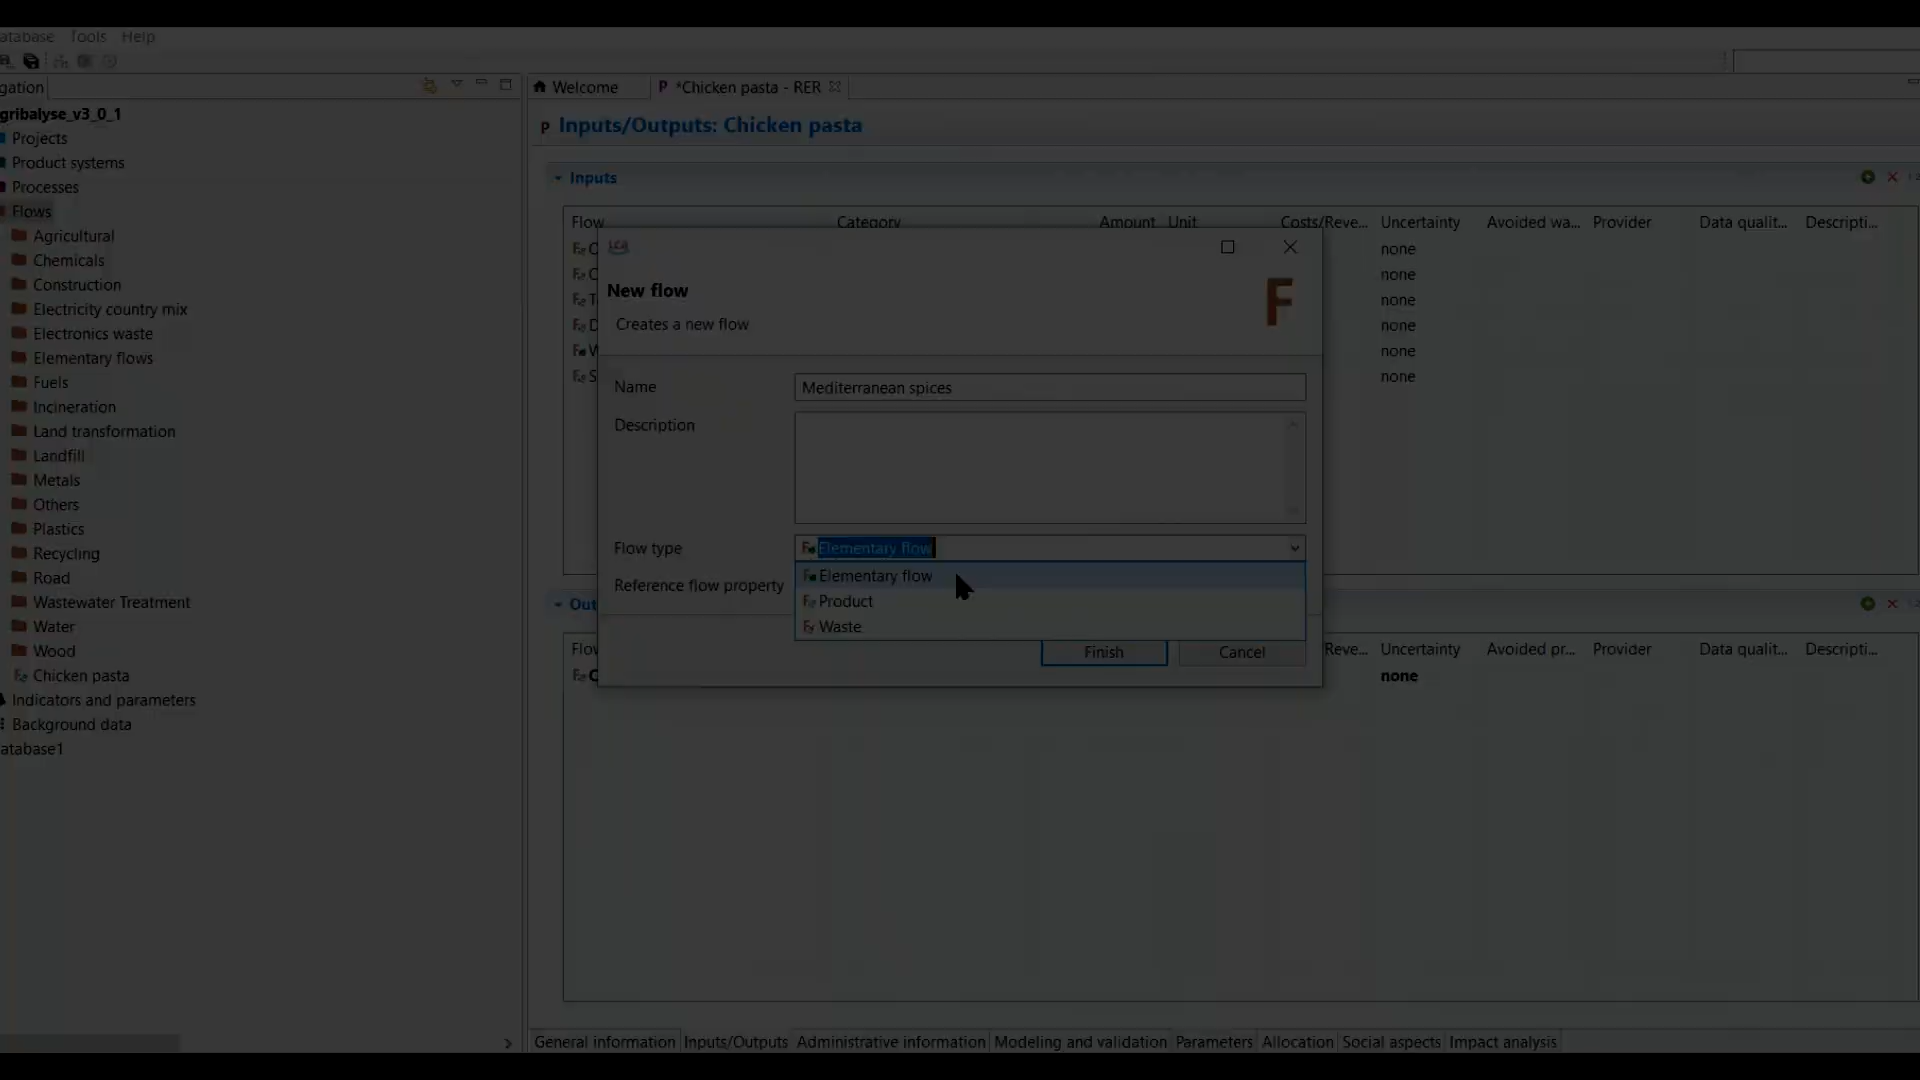 atabase Tools Help
gation
Welcome
*Chicken pasta - RER
gribalyse_v3_0_1
Projects
Product systems
Processes
Flows
Agricultural
Chemicals
Construction
Electricity country mix
Electronics waste
Elementary flows
Fuels
Incineration
Land transformation
Landfill
Metals
Others
Plastics
Recycling
Road
Wastewater Treatment
Water
Wood
Chicken pasta
Indicators and parameters
Background data
atabase1
P Inputs/Outputs: Chicken pasta
Inputs
Flow Category Amount Unit Costs/Reve... Uncertainty Avoided wa... Provider Data qualit... Descripti...
none
none
none
none
none
none
New flow
Creates a new flow
F
Name Mediterranean spices
Description
Flow type Elementary flow
Reference flow property
Elementary flow
Product
Waste
Finish Cancel
Out
Flo Reve... Uncertainty Avoided pr... Provider Data qualit... Descripti...
C none
General information Inputs/Outputs Administrative information Modeling and validation Parameters Allocation Social aspects Impact analysis